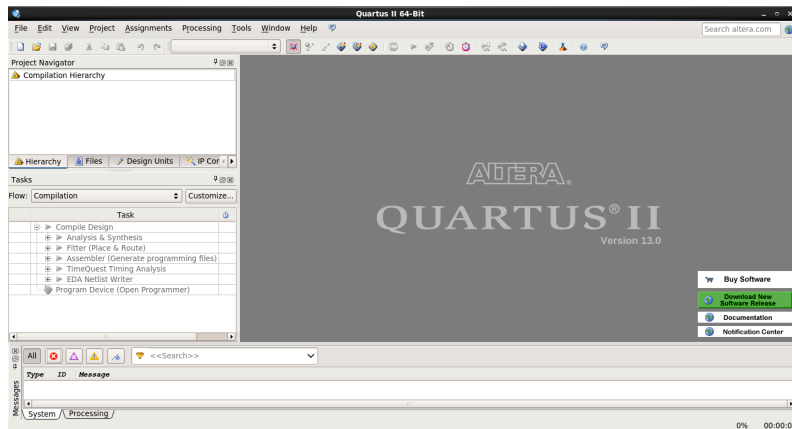 Quartus II 64-Bit
File Edit View Project Assignments Processing Tools Window Help
Search altera.com
Project Navigator
Compilation Hierarchy
Hierarchy Files Design Units IP Cor
Tasks
Flow: Compilation Customize...
Task
Compile Design
Analysis & Synthesis
Fitter (Place & Route)
Assembler (Generate programming files)
TimeQuest Timing Analysis
EDA Netlist Writer
Program Device (Open Programmer)
ALTERA®
QUARTUS® II
Version 13.0
Buy Software
Download New
Software Release
Documentation
Notification Center
All <<Search>>
Type ID Message
Messages
System Processing
0% 00:00:0